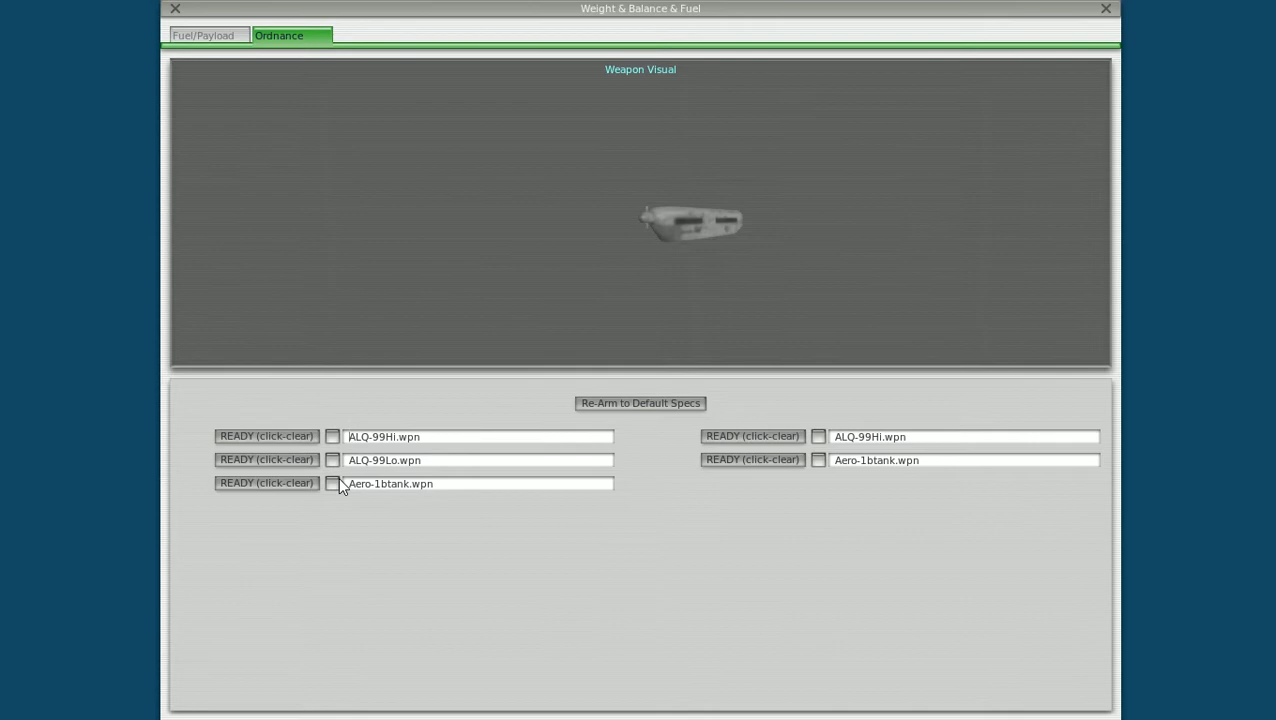 Weight & Balance & Fuel
Fuel/Payload Ordnance
Weapon Visual
Re-Arm to Default Specs
READY (click-clear) ALQ-99Hi.wpn READY (click-clear) ALQ-99Hi.wpn
READY (click-clear) ALQ-99Lo.wpn READY (click-clear) Aero-1btank.wpn
READY (click-clear) Aero-1btank.wpn